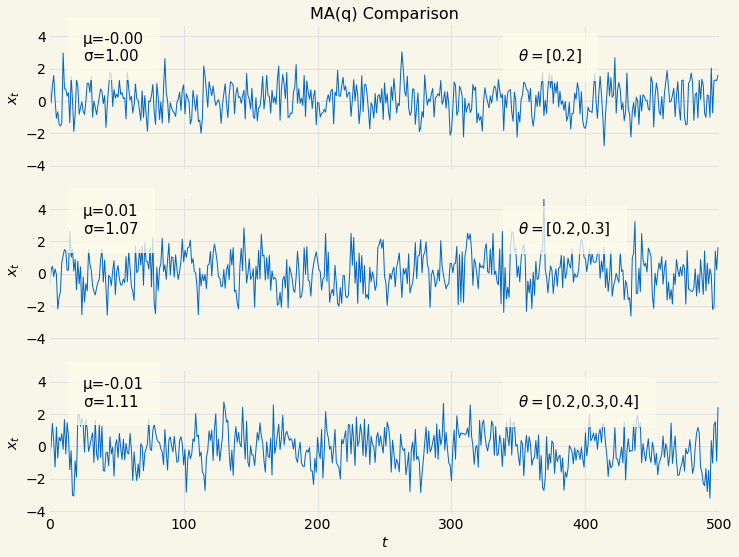 MA(q) Comparison
μ=-0.00
σ=1.00
θ = [0.2]
4
2
0
−2
−4
x_t
μ=0.01
σ=1.07
θ = [0.2,0.3]
4
2
0
−2
−4
x_t
μ=-0.01
σ=1.11
θ = [0.2,0.3,0.4]
4
2
0
−2
−4
x_t
0 100 200 300 400 500
t